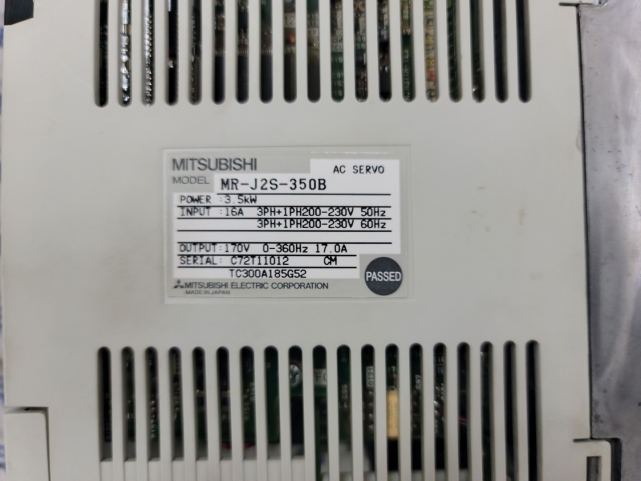 MITSUBISHI
AC SERVO
MODEL MR-J2S-350B
POWER :3.5kW
INPUT :16A 3PH+1PH200-230V 50Hz
3PH+1PH200-230V 60Hz
OUTPUT:170V 0-360Hz 17.0A
SERIAL: C72T11012 CM
TC300A185G52
PASSED
MITSUBISHI ELECTRIC CORPORATION
MADE IN JAPAN